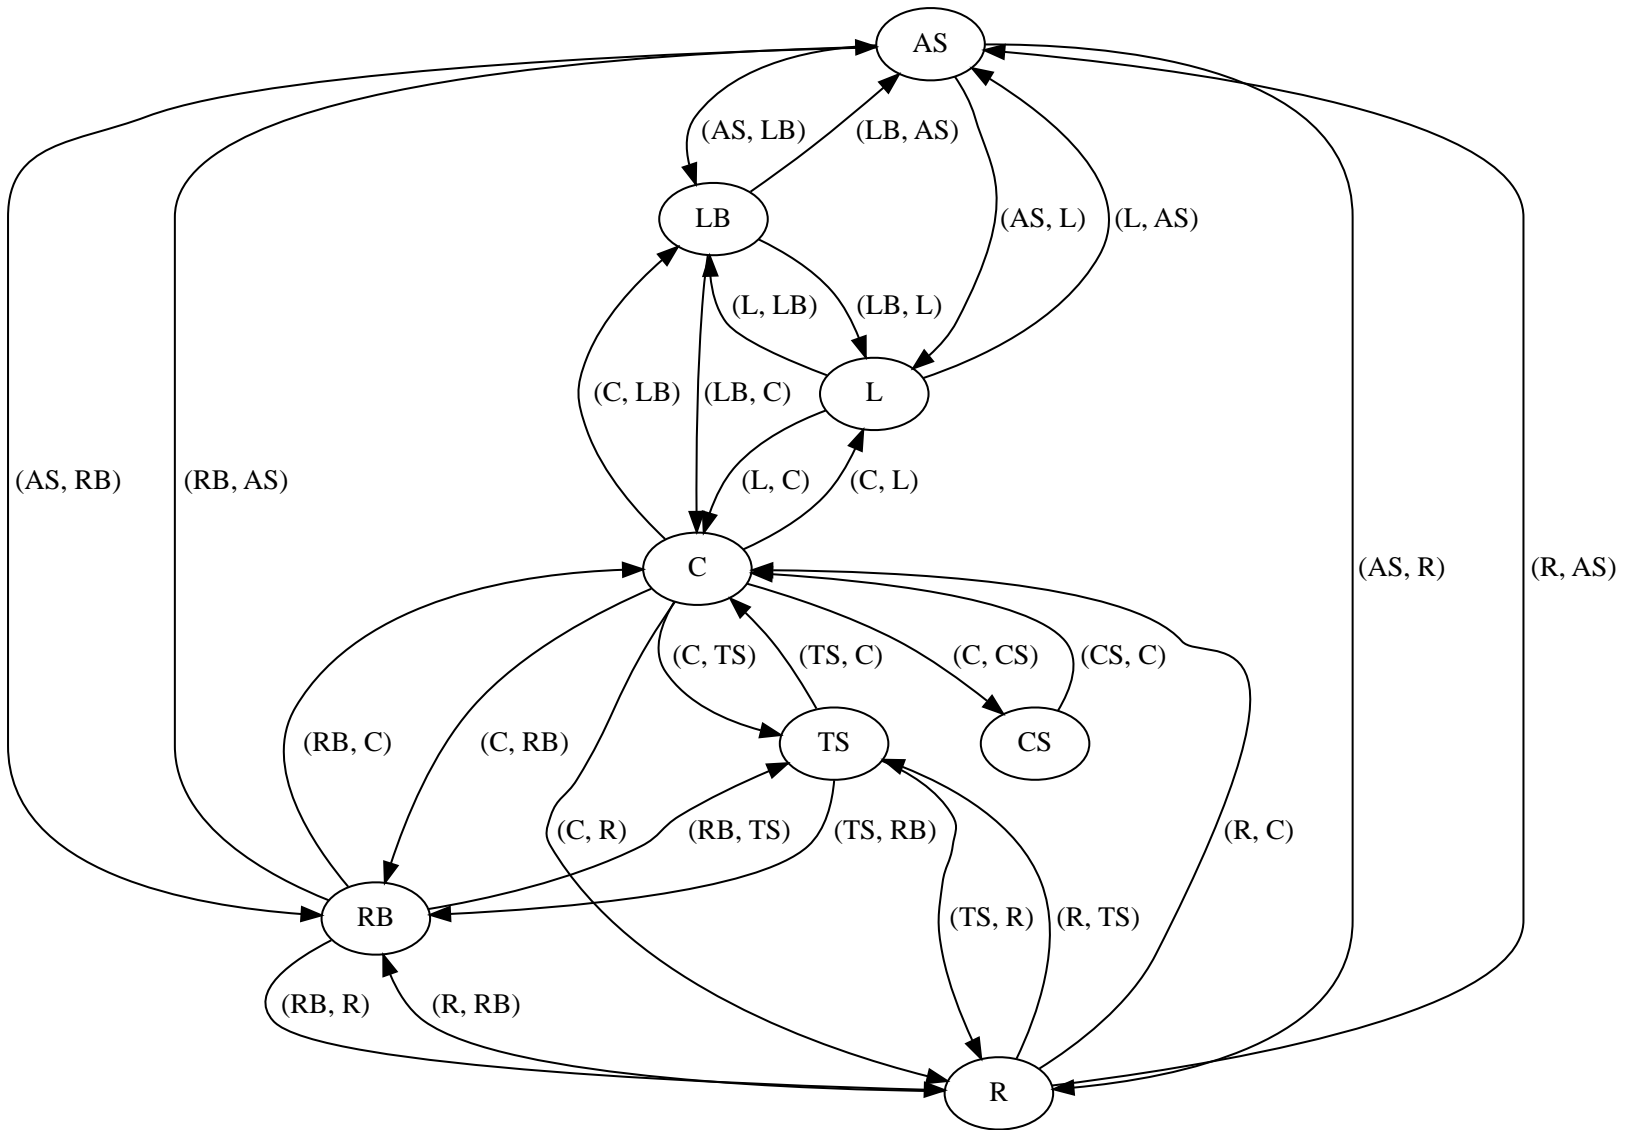 AS
(AS, LB)
(LB, AS)
LB
(AS, L)
(L, AS)
(L, LB)
(LB, L)
(C, LB)
(LB, C)
L
(AS, RB)
(RB, AS)
(L, C)
(C, L)
C
(AS, R)
(R, AS)
(C, TS)
(TS, C)
(C, CS)
(CS, C)
(RB, C)
(C, RB)
TS
CS
(C, R)
(RB, TS)
(TS, RB)
(R, C)
RB
(TS, R)
(R, TS)
(RB, R)
(R, RB)
R